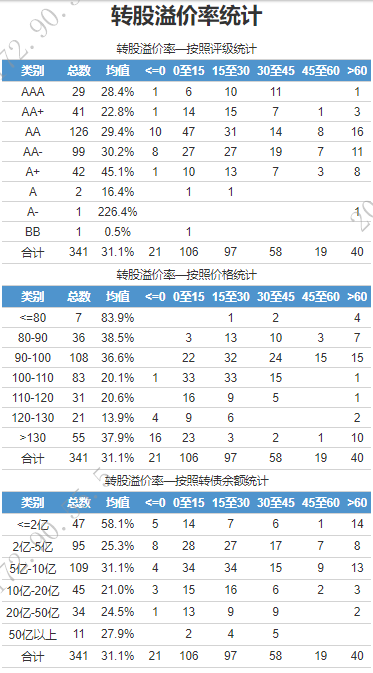 转股溢价率统计
转股溢价率—按照评级统计
类别 总数 均值 <=0 0至15 15至30 30至45 45至60 >60
AAA 29 28.4% 1 6 10 11 1
AA+ 41 22.8% 1 14 15 7 1 3
AA 126 29.4% 10 47 31 14 8 16
AA- 99 30.2% 8 27 27 19 7 11
A+ 42 45.1% 1 10 13 7 3 8
A 2 16.4% 1 1
A- 1 226.4% 1
BB 1 0.5% 1
合计 341 31.1% 21 106 97 58 19 40
转股溢价率—按照价格统计
类别 总数 均值 <=0 0至15 15至30 30至45 45至60 >60
<=80 7 83.9% 1 2 4
80-90 36 38.5% 3 13 10 3 7
90-100 108 36.6% 22 32 24 15 15
100-110 83 20.1% 1 33 33 15 1
110-120 31 20.6% 16 9 5 1
120-130 21 13.9% 4 9 6 2
>130 55 37.9% 16 23 3 2 1 10
合计 341 31.1% 21 106 97 58 19 40
转股溢价率—按照转债余额统计
类别 总数 均值 <=0 0至15 15至30 30至45 45至60 >60
<=2亿 47 58.1% 5 14 7 6 1 14
2亿-5亿 95 25.3% 8 28 27 17 7 8
5亿-10亿 109 31.1% 4 34 34 15 9 13
10亿-20亿 45 21.0% 3 15 16 6 2 3
20亿-50亿 34 24.5% 1 13 9 9 2
50亿以上 11 27.9% 2 4 5
合计 341 31.1% 21 106 97 58 19 40